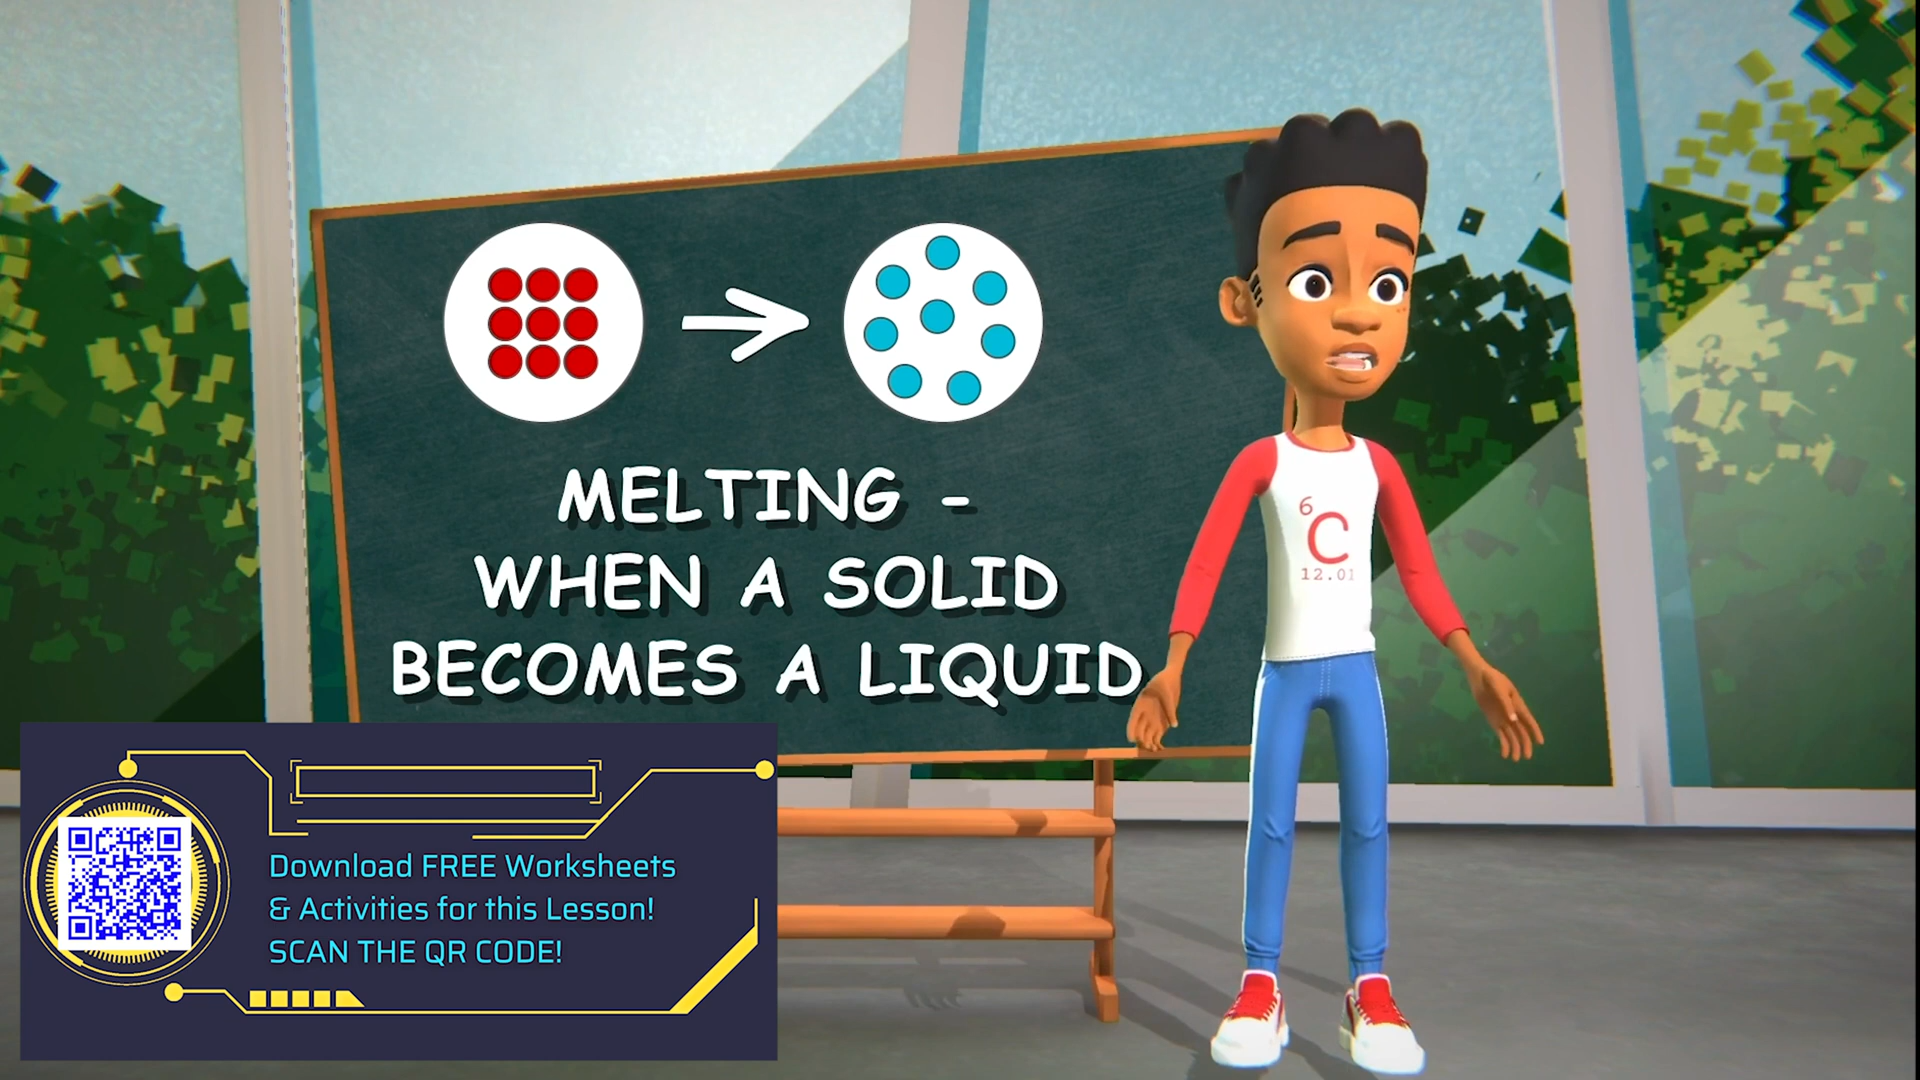 MELTING -
WHEN A SOLID
BECOMES A LIQUID
6
C
12.01
Download FREE Worksheets
& Activities for this Lesson!
SCAN THE QR CODE!